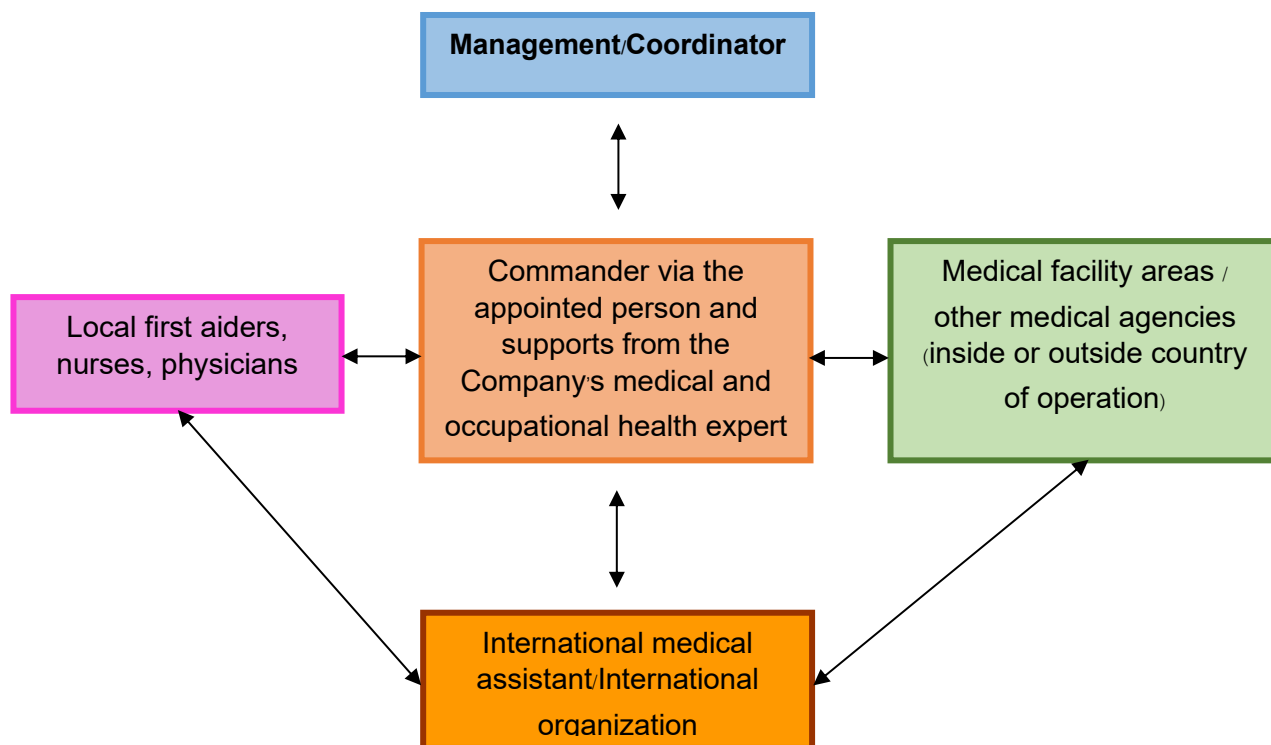 Management/Coordinator
Commander via the
appointed person and
supports from the
Company's medical and
occupational health expert
Local first aiders,
nurses, physicians
Medical facility areas /
other medical agencies
(inside or outside country
of operation)
International medical
assistant/International
organization